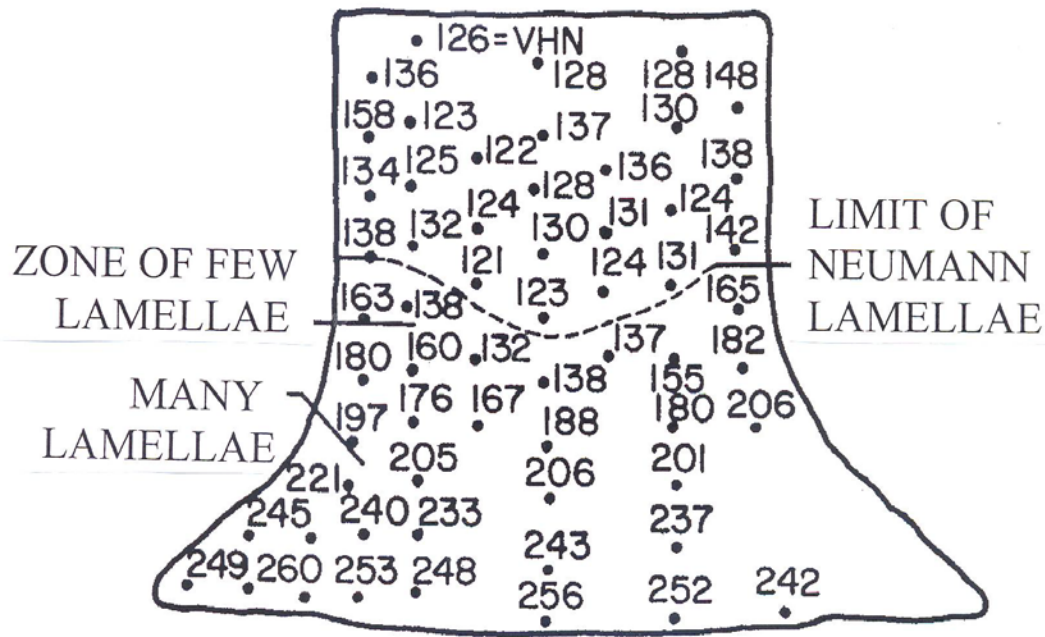 126=VHN
136 128 128 148
158 123 137 130
134 125 122 136 138
128
138 132 124 130 131 124 142
121 124 131
LIMIT OF
NEUMANN
LAMELLAE
ZONE OF FEW
LAMELLAE
163 138 123 165
180 160 132 137 182
138 155
MANY
LAMELLAE
197 176 167 188 180 206
221 205 206 201
245 240 233 243 237
249 260 253 248 256 252 242